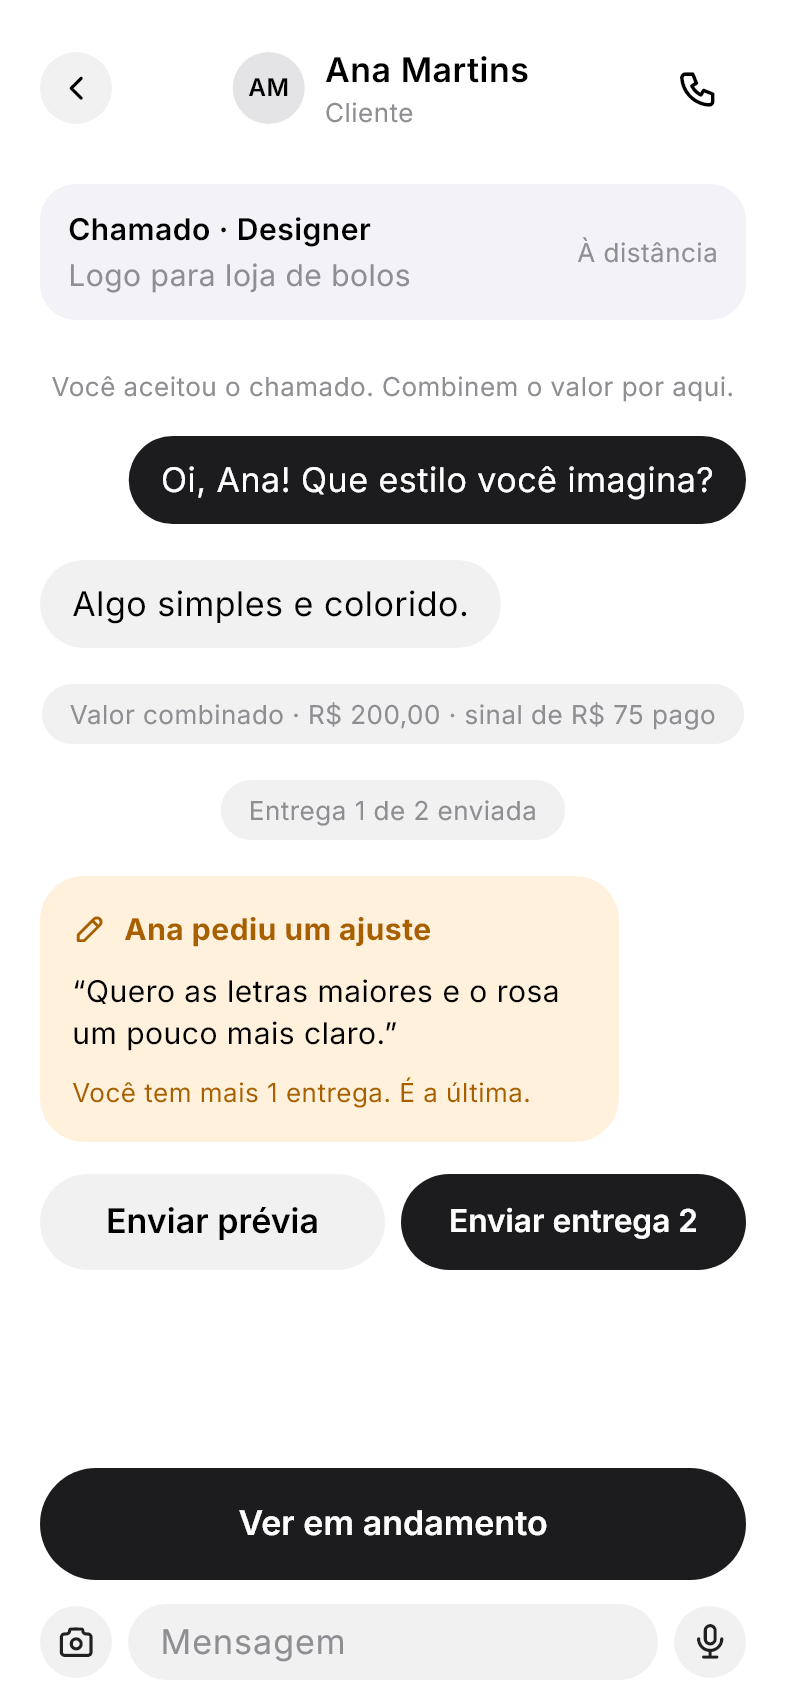 AM
Ana Martins
Cliente
Chamado · Designer
Logo para loja de bolos
À distância
Você aceitou o chamado. Combinem o valor por aqui.
Oi, Ana! Que estilo você imagina?
Algo simples e colorido.
Valor combinado · R$ 200,00 · sinal de R$ 75 pago
Entrega 1 de 2 enviada
Ana pediu um ajuste
“Quero as letras maiores e o rosa
um pouco mais claro.”
Você tem mais 1 entrega. É a última.
Enviar prévia
Enviar entrega 2
Ver em andamento
Mensagem